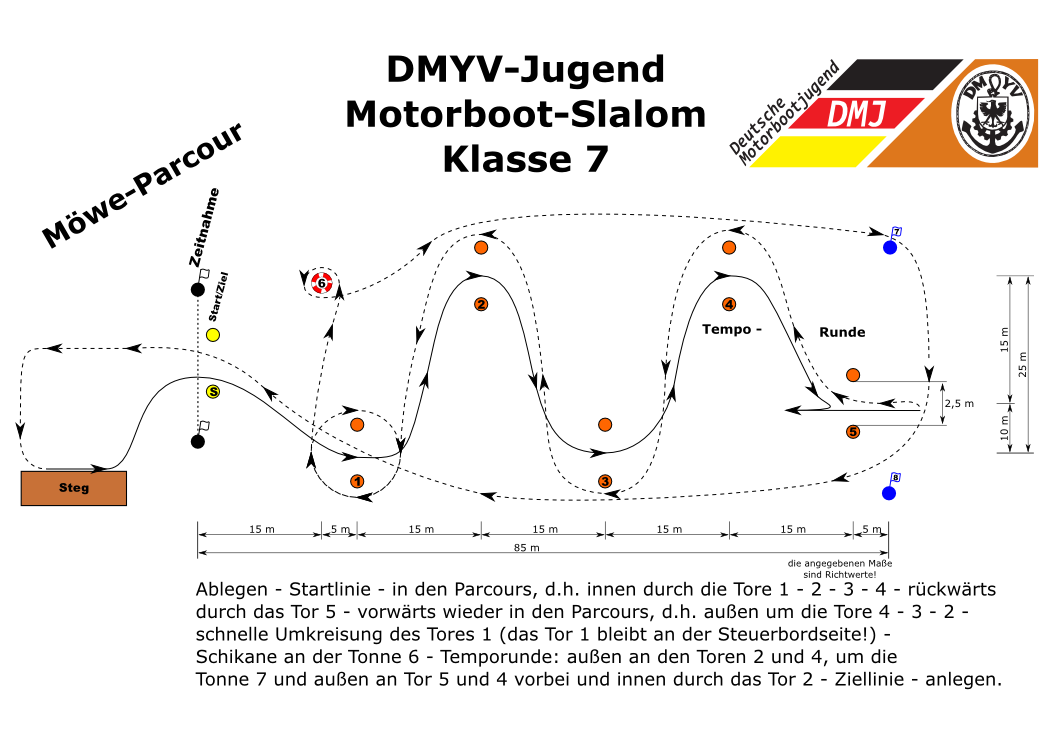 DMYV-Jugend
Motorboot-Slalom
Klasse 7
Deutsche
Motorbootjugend
DMJ
DM YV
Möwe-Parcour
Zeitnahme
Start/Ziel
7
6
2
4
Tempo -
Runde
15 m
25 m
S
2,5 m
10 m
5
1
3
8
Steg
15 m
5 m
15 m
15 m
15 m
15 m
5 m
85 m
die angegebenen Maße
sind Richtwerte!
Ablegen - Startlinie - in den Parcours, d.h. innen durch die Tore 1 - 2 - 3 - 4 - rückwärts
durch das Tor 5 - vorwärts wieder in den Parcours, d.h. außen um die Tore 4 - 3 - 2 -
schnelle Umkreisung des Tores 1 (das Tor 1 bleibt an der Steuerbordseite!) -
Schikane an der Tonne 6 - Temporunde: außen an den Toren 2 und 4, um die
Tonne 7 und außen an Tor 5 und 4 vorbei und innen durch das Tor 2 - Ziellinie - anlegen.